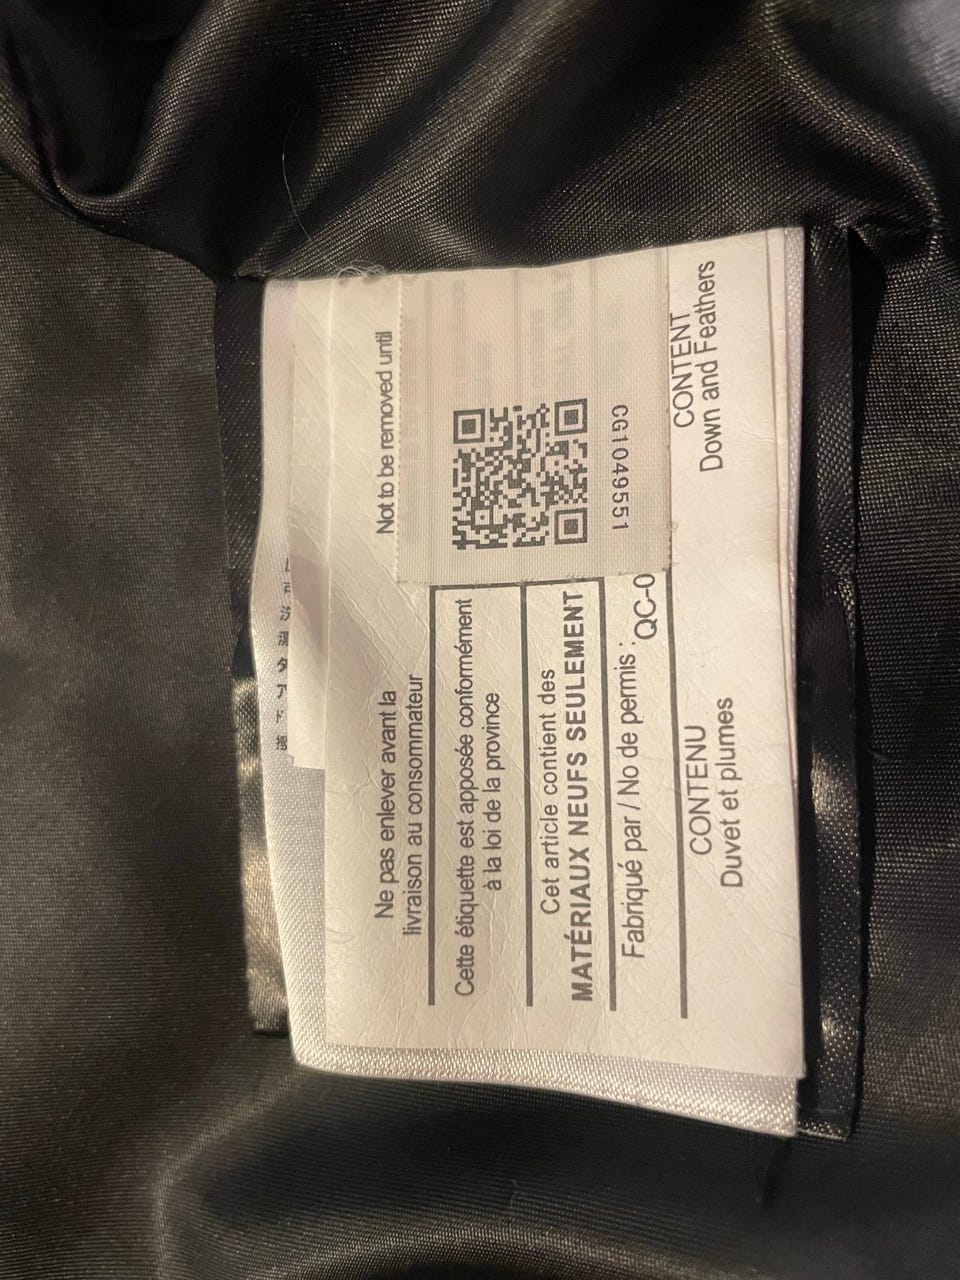 Ne pas enlever avant la
livraison au consommateur
Not to be removed until
Cette étiquette est apposée conformément
à la loi de la province
Cet article contient des
MATÉRIAUX NEUFS SEULEMENT
Fabriqué par / No de permis :
QC-0
CG1049551
CONTENU
Duvet et plumes
CONTENT
Down and Feathers